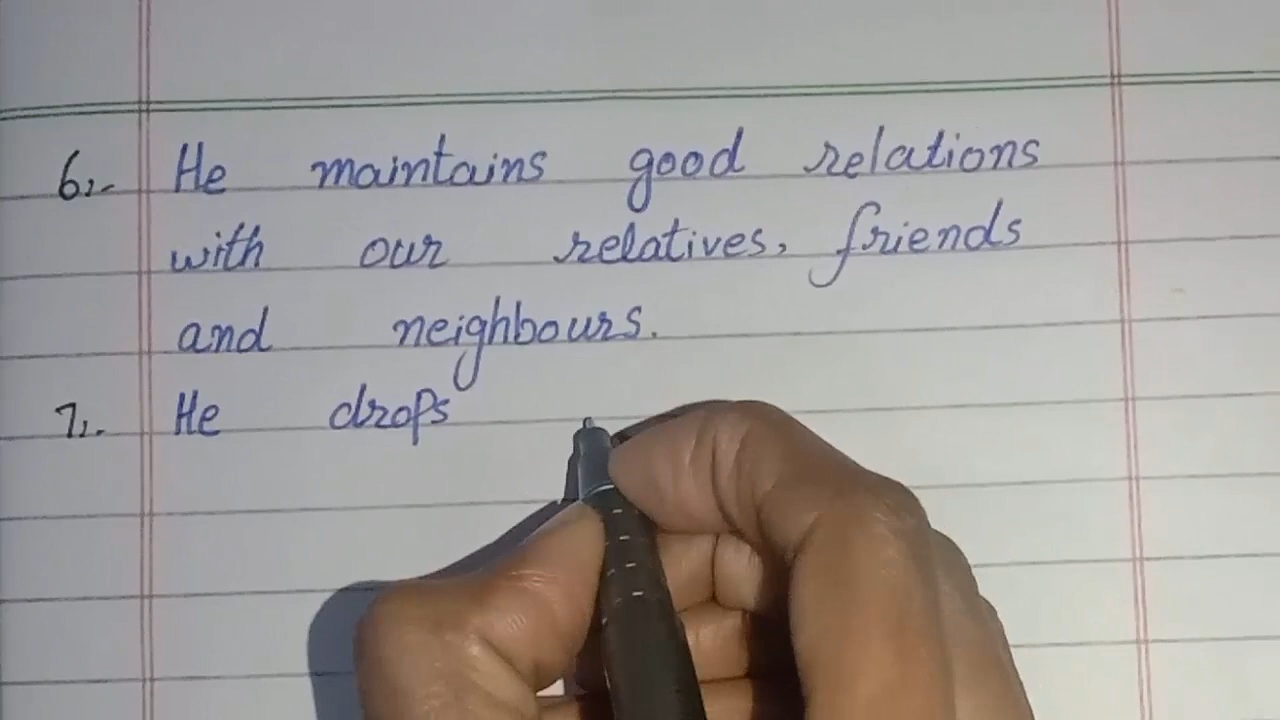 6,- He maintains good relations
with our relatives, friends
and neighbours.
7,. He drops